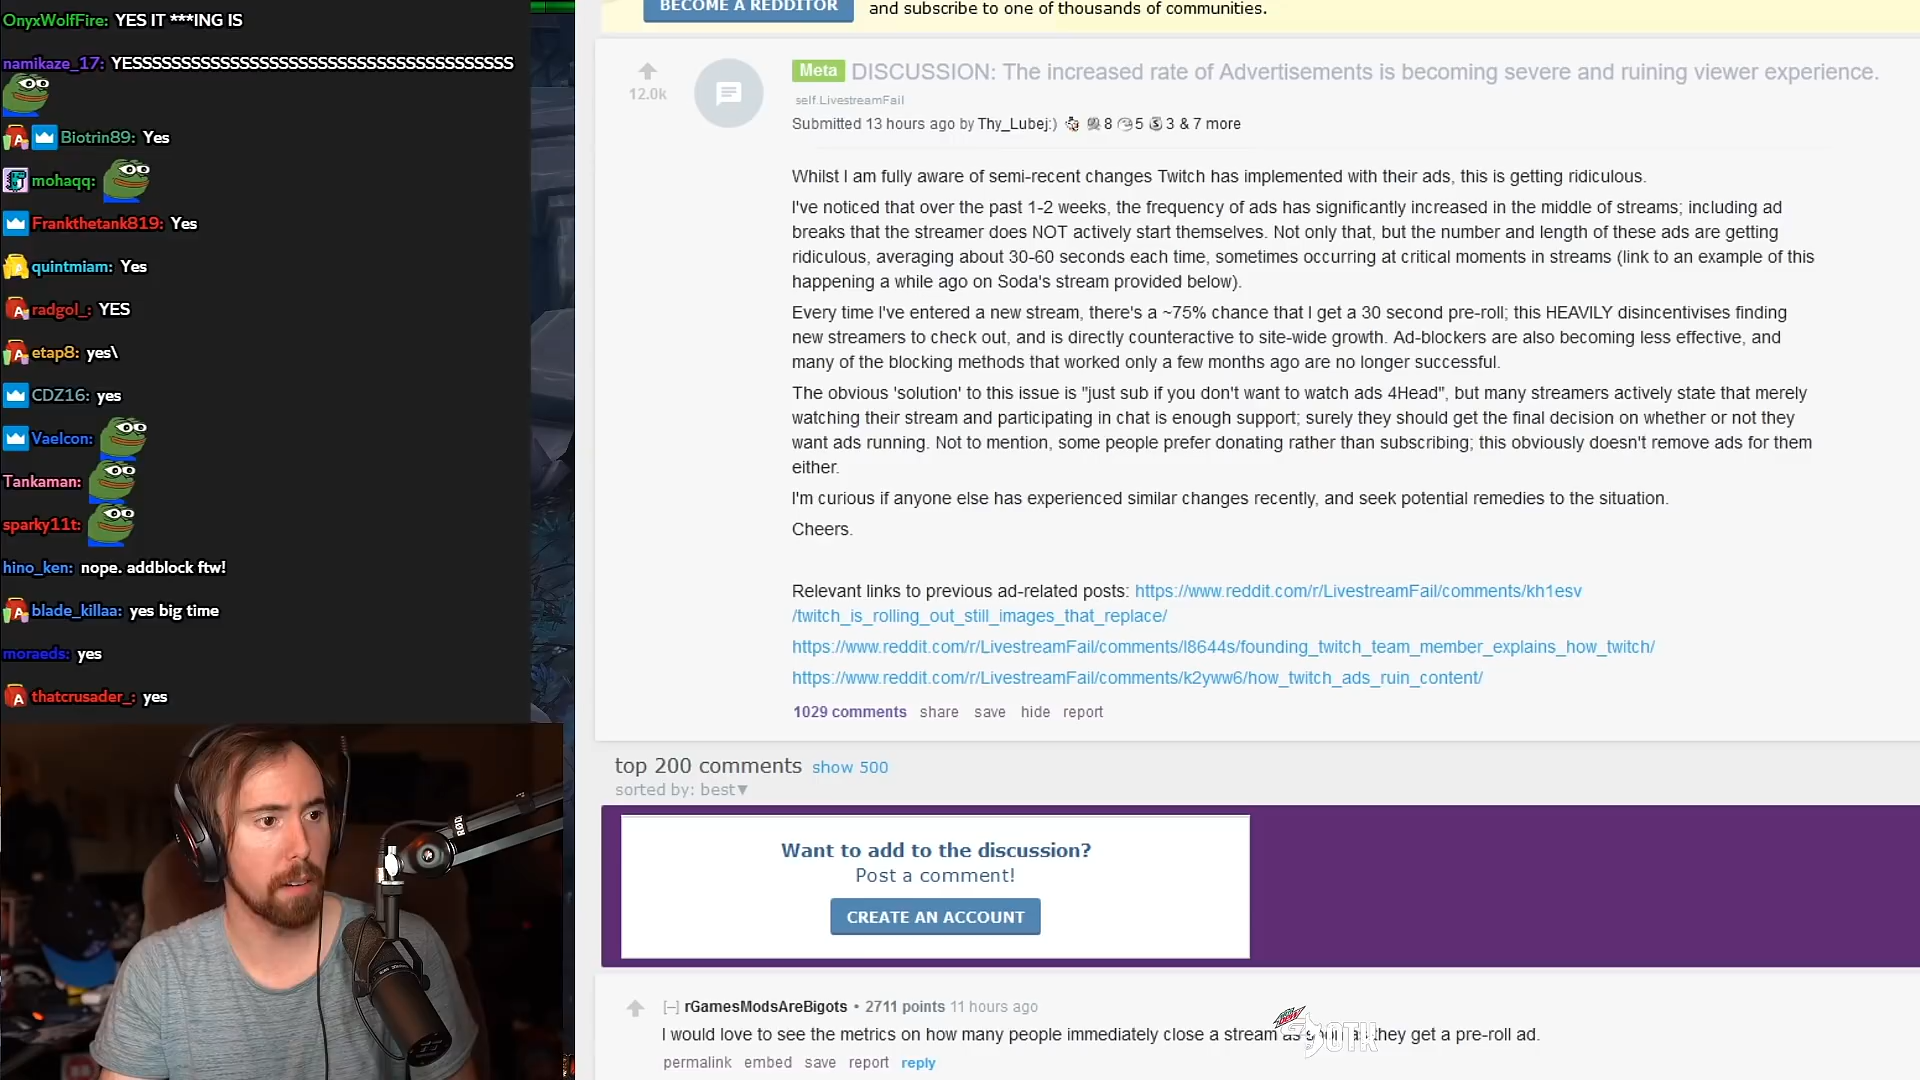 OnyxWolfFire: YES IT ***ING IS
namikaze_17: YESSSSSSSSSSSSSSSSSSSSSSSSSSSSSSSSSSSSSSS
Biotrin89: Yes
mohaqq:
Frankthetank819: Yes
quintmiam: Yes
radgol_: YES
etap8: yes\
CDZ16: yes
Vaelcon:
Tankaman:
sparky11t:
hino_ken: nope. addblock ftw!
blade_killaa: yes big time
moraeds: yes
thatcrusader_: yes
RØDE
BECOME A REDDITOR
and subscribe to one of thousands of communities.
12.0k
Meta DISCUSSION: The increased rate of Advertisements is becoming severe and ruining viewer experience.
self.LivestreamFail
Submitted 13 hours ago by Thy_Lubej:) 8 5 3 & 7 more
Whilst I am fully aware of semi-recent changes Twitch has implemented with their ads, this is getting ridiculous.
I've noticed that over the past 1-2 weeks, the frequency of ads has significantly increased in the middle of streams; including ad
breaks that the streamer does NOT actively start themselves. Not only that, but the number and length of these ads are getting
ridiculous, averaging about 30-60 seconds each time, sometimes occurring at critical moments in streams (link to an example of this
happening a while ago on Soda's stream provided below).
Every time I've entered a new stream, there's a ~75% chance that I get a 30 second pre-roll; this HEAVILY disincentivises finding
new streamers to check out, and is directly counteractive to site-wide growth. Ad-blockers are also becoming less effective, and
many of the blocking methods that worked only a few months ago are no longer successful.
The obvious 'solution' to this issue is "just sub if you don't want to watch ads 4Head", but many streamers actively state that merely
watching their stream and participating in chat is enough support; surely they should get the final decision on whether or not they
want ads running. Not to mention, some people prefer donating rather than subscribing; this obviously doesn't remove ads for them
either.
I'm curious if anyone else has experienced similar changes recently, and seek potential remedies to the situation.
Cheers.
Relevant links to previous ad-related posts: https://www.reddit.com/r/LivestreamFail/comments/kh1esv
/twitch_is_rolling_out_still_images_that_replace/
https://www.reddit.com/r/LivestreamFail/comments/l8644s/founding_twitch_team_member_explains_how_twitch/
https://www.reddit.com/r/LivestreamFail/comments/k2yww6/how_twitch_ads_ruin_content/
1029 comments share save hide report
top 200 comments show 500
sorted by: best▼
Want to add to the discussion?
Post a comment!
CREATE AN ACCOUNT
[–] rGamesModsAreBigots • 2711 points 11 hours ago
I would love to see the metrics on how many people immediately close a stream as soon as they get a pre-roll ad.
OTK
permalink embed save report reply